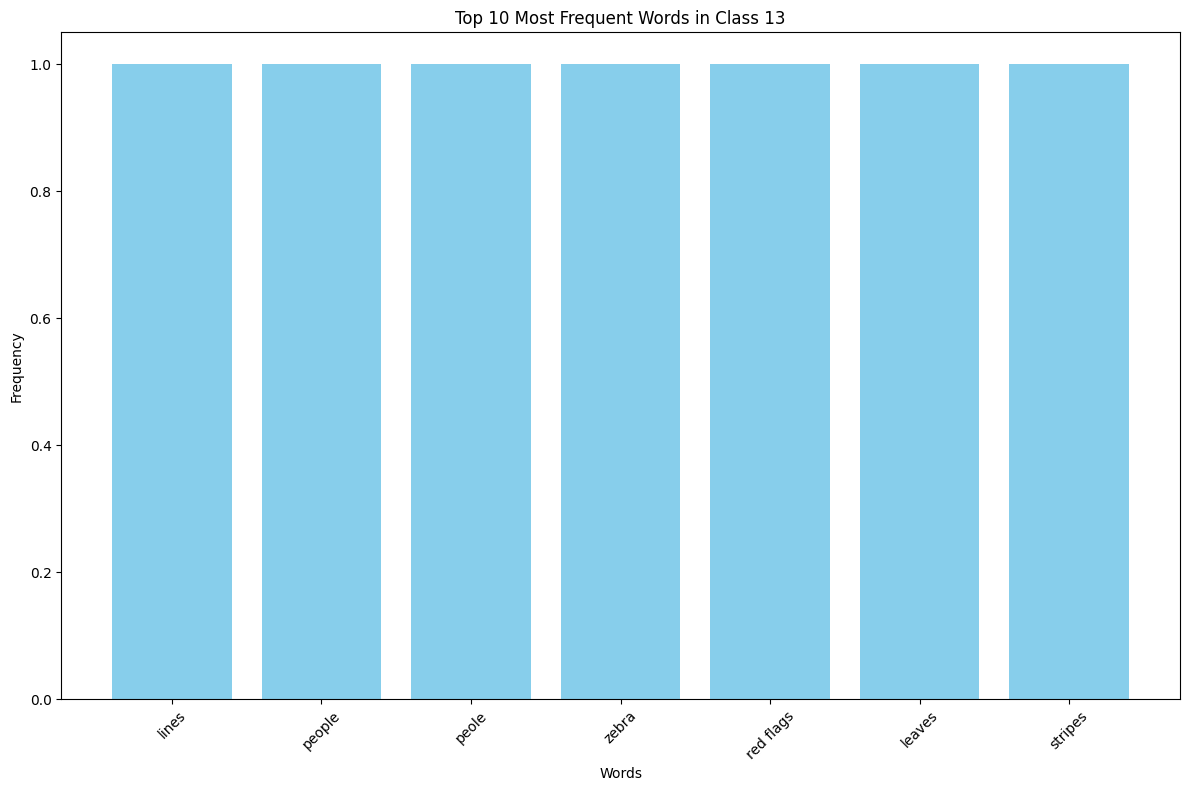 Top 10 Most Frequent Words in Class 13
Frequency
1.0
0.8
0.6
0.4
0.2
0.0
lines
people
peole
zebra
red flags
leaves
stripes
Words